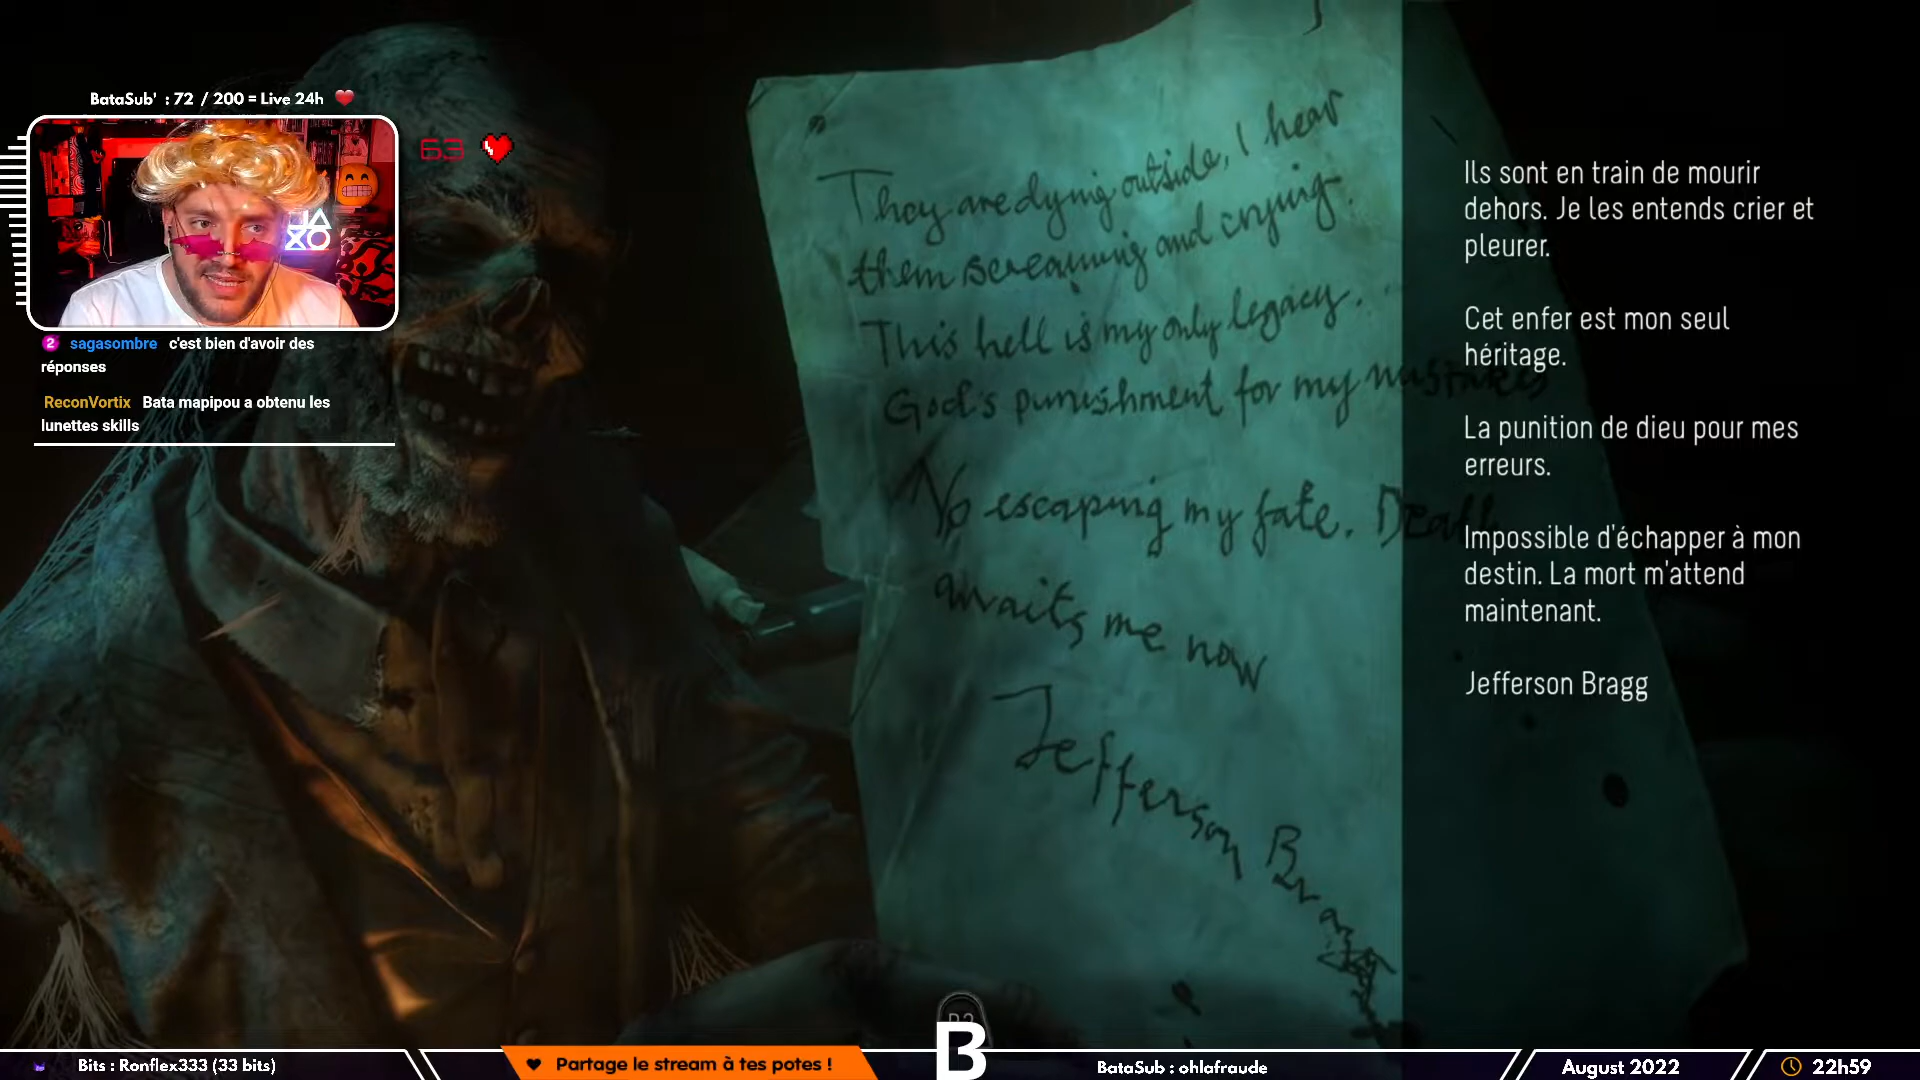 BataSub' : 72 / 200 = Live 24h
63
2 sagasombre c'est bien d'avoir des
réponses
ReconVortix Bata mapipou a obtenu les
lunettes skills
They are dying outside, I hear
them screaming and crying.
This hell is my only legacy.
God's punishment for my mistakes
No escaping my fate. Death
awaits me now
Jefferson Bragg
Ils sont en train de mourir
dehors. Je les entends crier et
pleurer.
Cet enfer est mon seul
héritage.
La punition de dieu pour mes
erreurs.
Impossible d'échapper à mon
destin. La mort m'attend
maintenant.
Jefferson Bragg
B
Bits : Ronflex333 (33 bits)
Partage le stream à tes potes !
BataSub : ohlafraude
August 2022
22h59